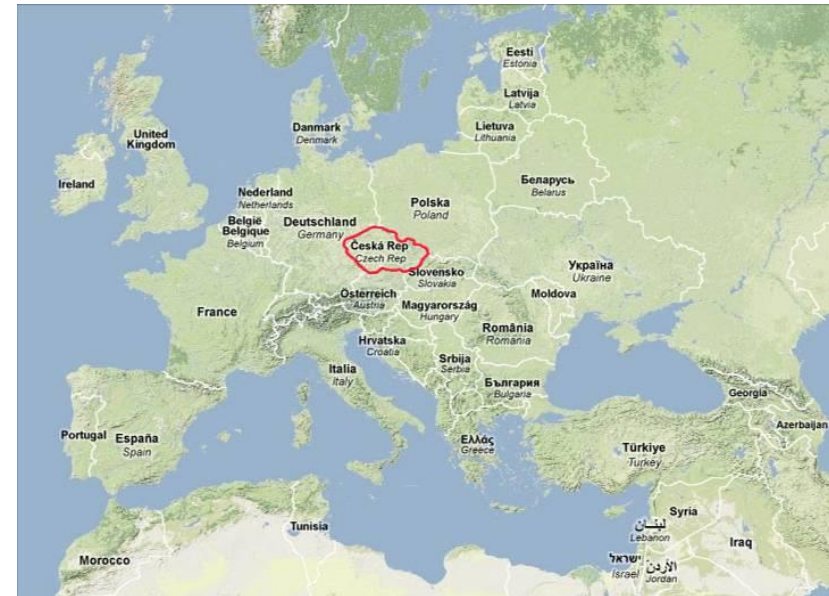 Eesti
Estonia
Latvija
Latvia
Lietuva
Lithuania
Danmark
Denmark
United
Kingdom
Ireland
Беларусь
Belarus
Nederland
Netherlands
Polska
Poland
België
Belgique
Belgium
Deutschland
Germany
Česká Rep
Czech Rep
Slovensko
Slovakia
Україна
Ukraine
Österreich
Austria
Magyarország
Hungary
Moldova
France
România
Romania
Hrvatska
Croatia
Srbija
Serbia
Italia
Italy
България
Bulgaria
Georgia
Azerbaijan
Portugal
España
Spain
Ελλάς
Greece
Türkiye
Turkey
Tunisia
Syria
لبنان
Lebanon
Iraq
Morocco
ישראל
Israel
الأردن
Jordan